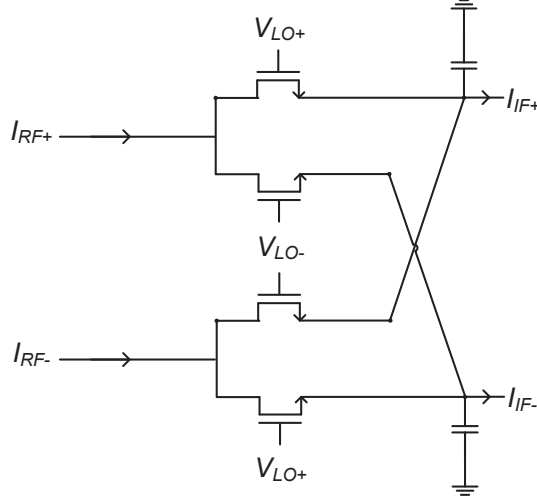 V_LO+
I_RF+
I_IF+
V_LO-
I_RF-
I_IF-
V_LO+